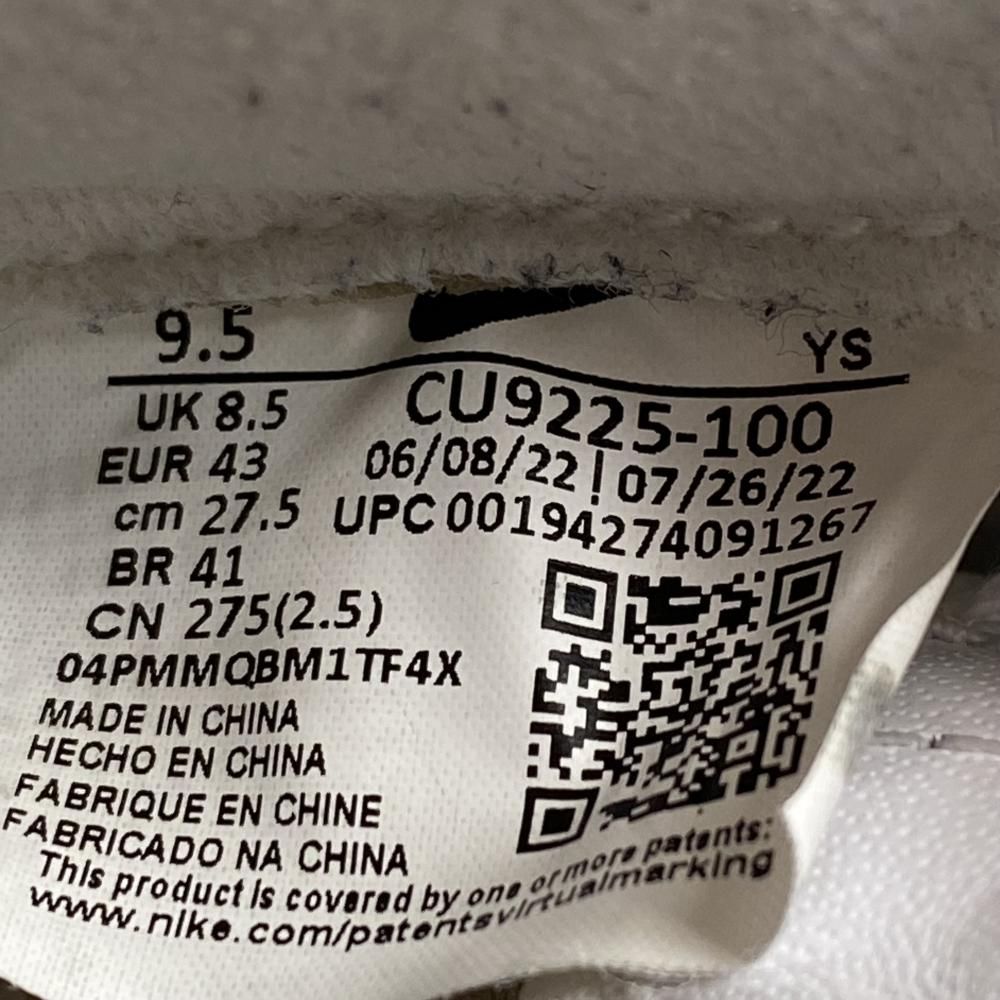 9.5
YS
UK 8.5
CU9225-100
EUR 43
06/08/22 | 07/26/22
cm 27.5
UPC 00194274091267
BR 41
CN 275(2.5)
04PMMQBM1TF4X
MADE IN CHINA
HECHO EN CHINA
FABRIQUE EN CHINE
FABRICADO NA CHINA
This product is covered by one or more patents:
www.nike.com/patentsvirtualmarking